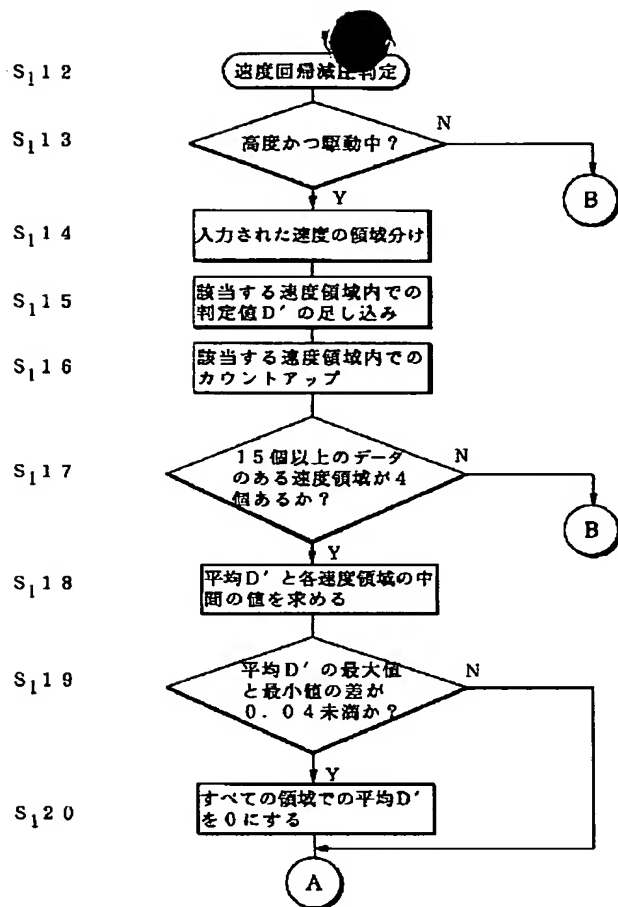 S₁12
速度回帰減圧判定
S₁13
高度かつ駆動中？
N
B
Y
S₁14
入力された速度の領域分け
S₁15
該当する速度領域内での
判定値D′の足し込み
S₁16
該当する速度領域内での
カウントアップ
S₁17
15個以上のデータ
のある速度領域が4
個あるか？
N
B
Y
S₁18
平均D′と各速度領域の中
間の値を求める
S₁19
平均D′の最大値
と最小値の差が
0．04未満か？
N
Y
S₁20
すべての領域での平均D′
を0にする
A